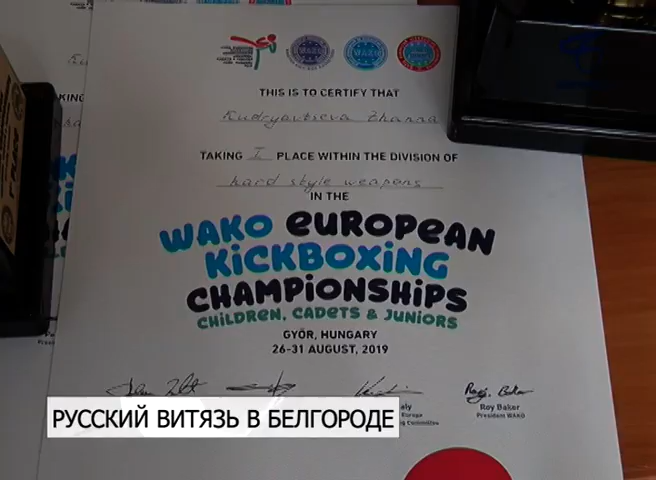 THIS IS TO CERTIFY THAT
Kudryavtseva Zhanna
TAKING I PLACE WITHIN THE DIVISION OF
hard style weapons
IN THE
WAKO EUROPEAN
KICKBOXING
CHAMPIONSHIPS
CHILDREN, CADETS & JUNIORS
GYŐR, HUNGARY
26-31 AUGUST, 2019
Roy Baker
President WAKO
РУССКИЙ ВИТЯЗЬ В БЕЛГОРОДЕ